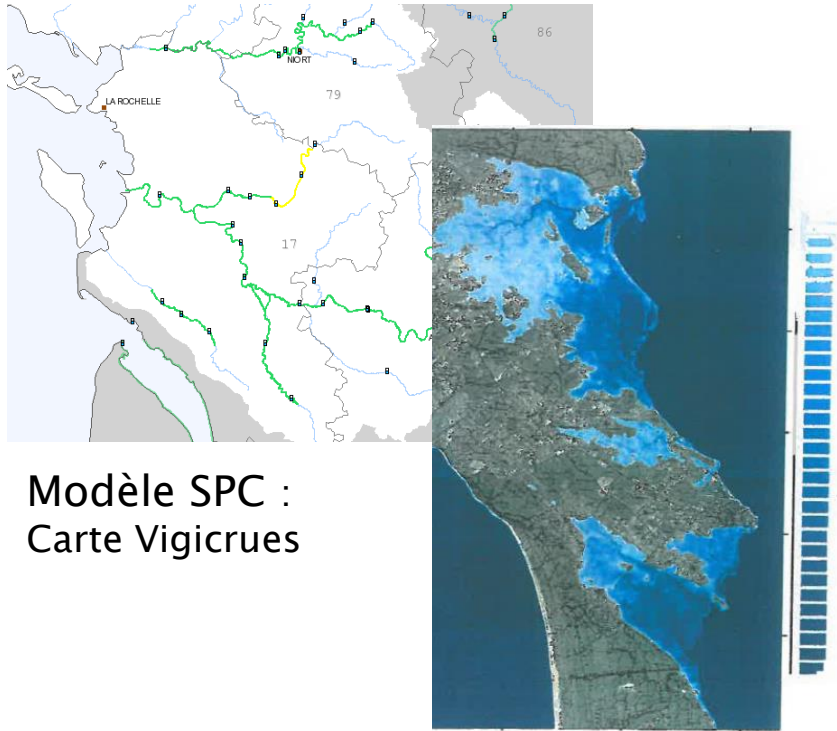 86
NIORT
79
LA ROCHELLE
17
Modèle SPC :
Carte Vigicrues